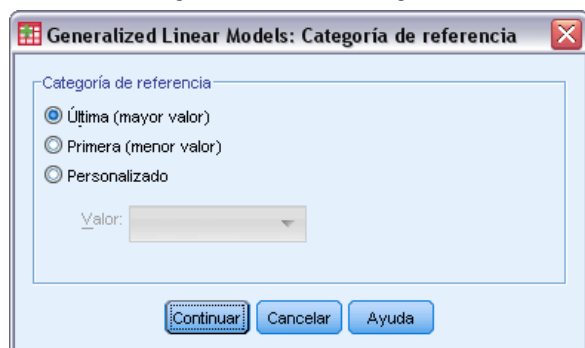 Generalized Linear Models: Categoría de referencia
Categoría de referencia
Última (mayor valor)
Primera (menor valor)
Personalizado
Valor:
Continuar Cancelar Ayuda